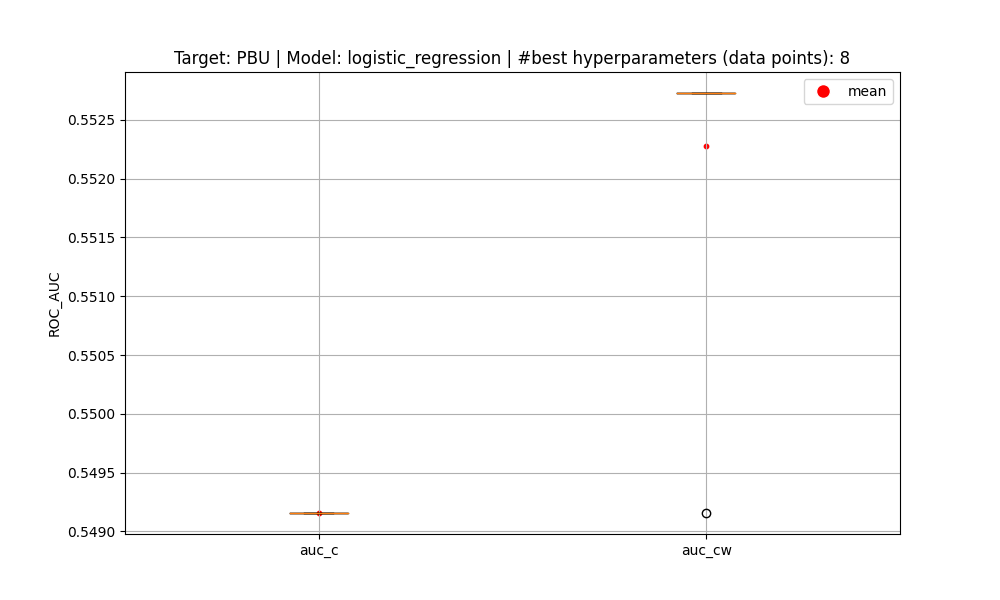 Target: PBU | Model: logistic_regression | #best hyperparameters (data points): 8
mean
ROC_AUC
0.5525
0.5520
0.5515
0.5510
0.5505
0.5500
0.5495
0.5490
auc_c
auc_cw